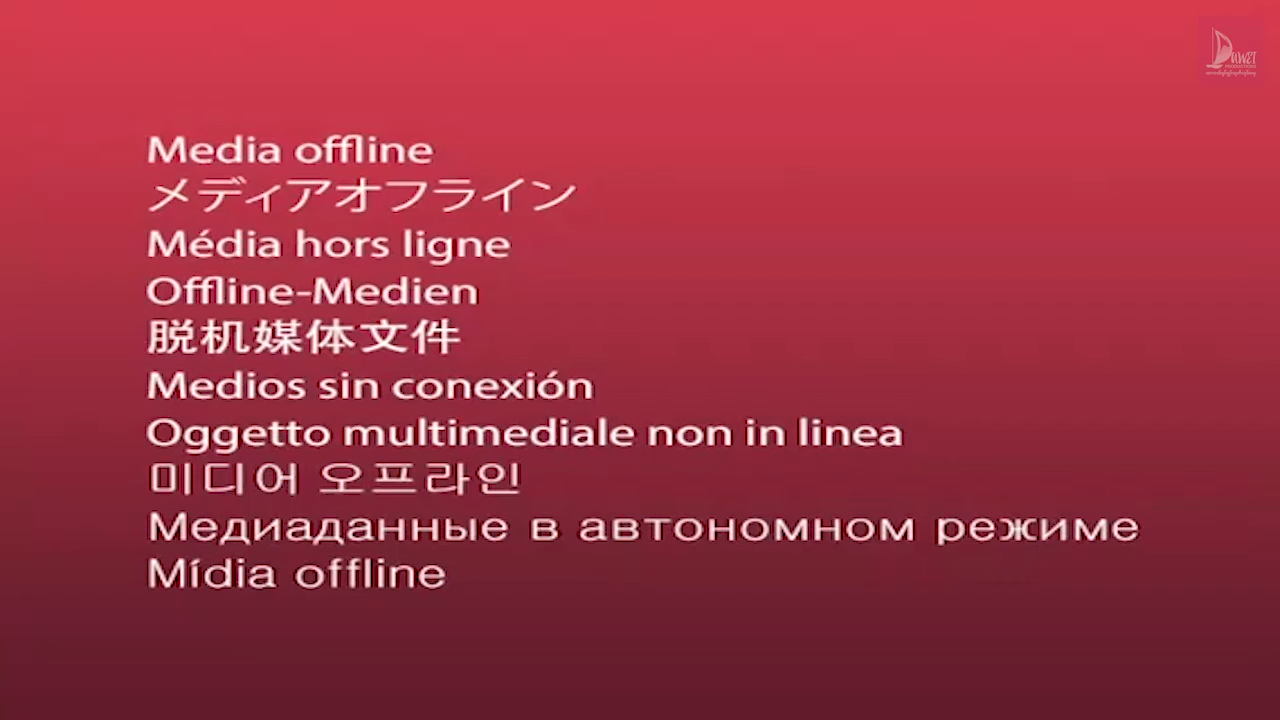 Media offline
メディアオフライン
Média hors ligne
Offline-Medien
脱机媒体文件
Medios sin conexión
Oggetto multimediale non in linea
미디어 오프라인
Медиаданные в автономном режиме
Mídia offline